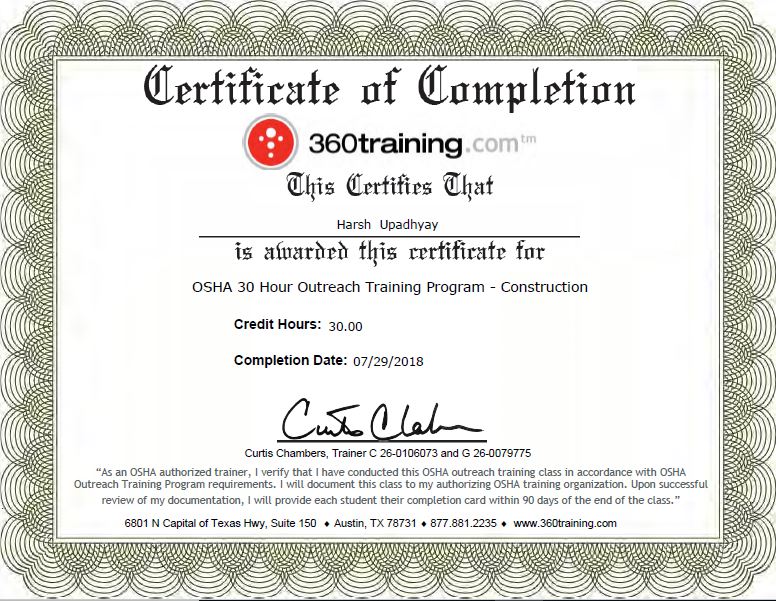 Certificate of Completion
360training.com™
This Certifies That
Harsh Upadhyay
is awarded this certificate for
OSHA 30 Hour Outreach Training Program - Construction
Credit Hours: 30.00
Completion Date: 07/29/2018
Curtis Chambers, Trainer C 26-0106073 and G 26-0079775
“As an OSHA authorized trainer, I verify that I have conducted this OSHA outreach training class in accordance with OSHA
Outreach Training Program requirements. I will document this class to my authorizing OSHA training organization. Upon successful
review of my documentation, I will provide each student their completion card within 90 days of the end of the class.”
6801 N Capital of Texas Hwy, Suite 150 ♦ Austin, TX 78731 ♦ 877.881.2235 ♦ www.360training.com